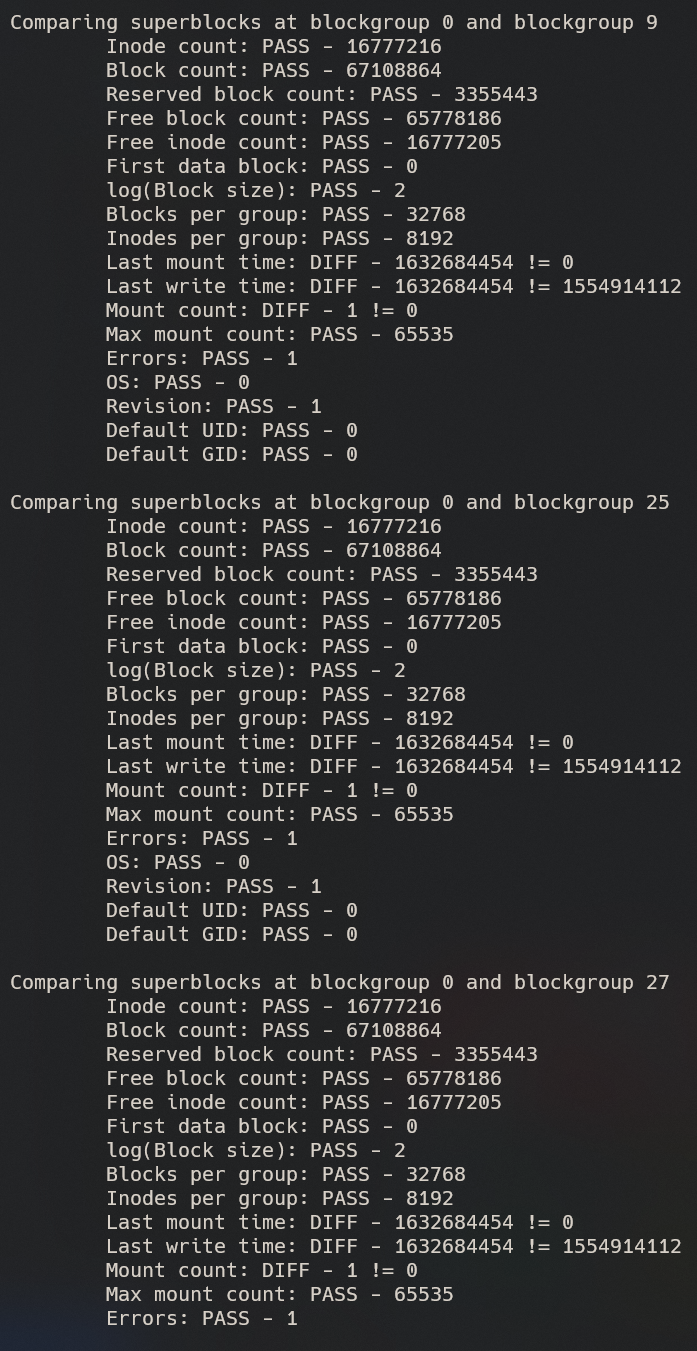 Comparing superblocks at blockgroup 0 and blockgroup 9
Inode count: PASS - 16777216
Block count: PASS - 67108864
Reserved block count: PASS - 3355443
Free block count: PASS - 65778186
Free inode count: PASS - 16777205
First data block: PASS - 0
log(Block size): PASS - 2
Blocks per group: PASS - 32768
Inodes per group: PASS - 8192
Last mount time: DIFF - 1632684454 != 0
Last write time: DIFF - 1632684454 != 1554914112
Mount count: DIFF - 1 != 0
Max mount count: PASS - 65535
Errors: PASS - 1
OS: PASS - 0
Revision: PASS - 1
Default UID: PASS - 0
Default GID: PASS - 0
Comparing superblocks at blockgroup 0 and blockgroup 25
Inode count: PASS - 16777216
Block count: PASS - 67108864
Reserved block count: PASS - 3355443
Free block count: PASS - 65778186
Free inode count: PASS - 16777205
First data block: PASS - 0
log(Block size): PASS - 2
Blocks per group: PASS - 32768
Inodes per group: PASS - 8192
Last mount time: DIFF - 1632684454 != 0
Last write time: DIFF - 1632684454 != 1554914112
Mount count: DIFF - 1 != 0
Max mount count: PASS - 65535
Errors: PASS - 1
OS: PASS - 0
Revision: PASS - 1
Default UID: PASS - 0
Default GID: PASS - 0
Comparing superblocks at blockgroup 0 and blockgroup 27
Inode count: PASS - 16777216
Block count: PASS - 67108864
Reserved block count: PASS - 3355443
Free block count: PASS - 65778186
Free inode count: PASS - 16777205
First data block: PASS - 0
log(Block size): PASS - 2
Blocks per group: PASS - 32768
Inodes per group: PASS - 8192
Last mount time: DIFF - 1632684454 != 0
Last write time: DIFF - 1632684454 != 1554914112
Mount count: DIFF - 1 != 0
Max mount count: PASS - 65535
Errors: PASS - 1